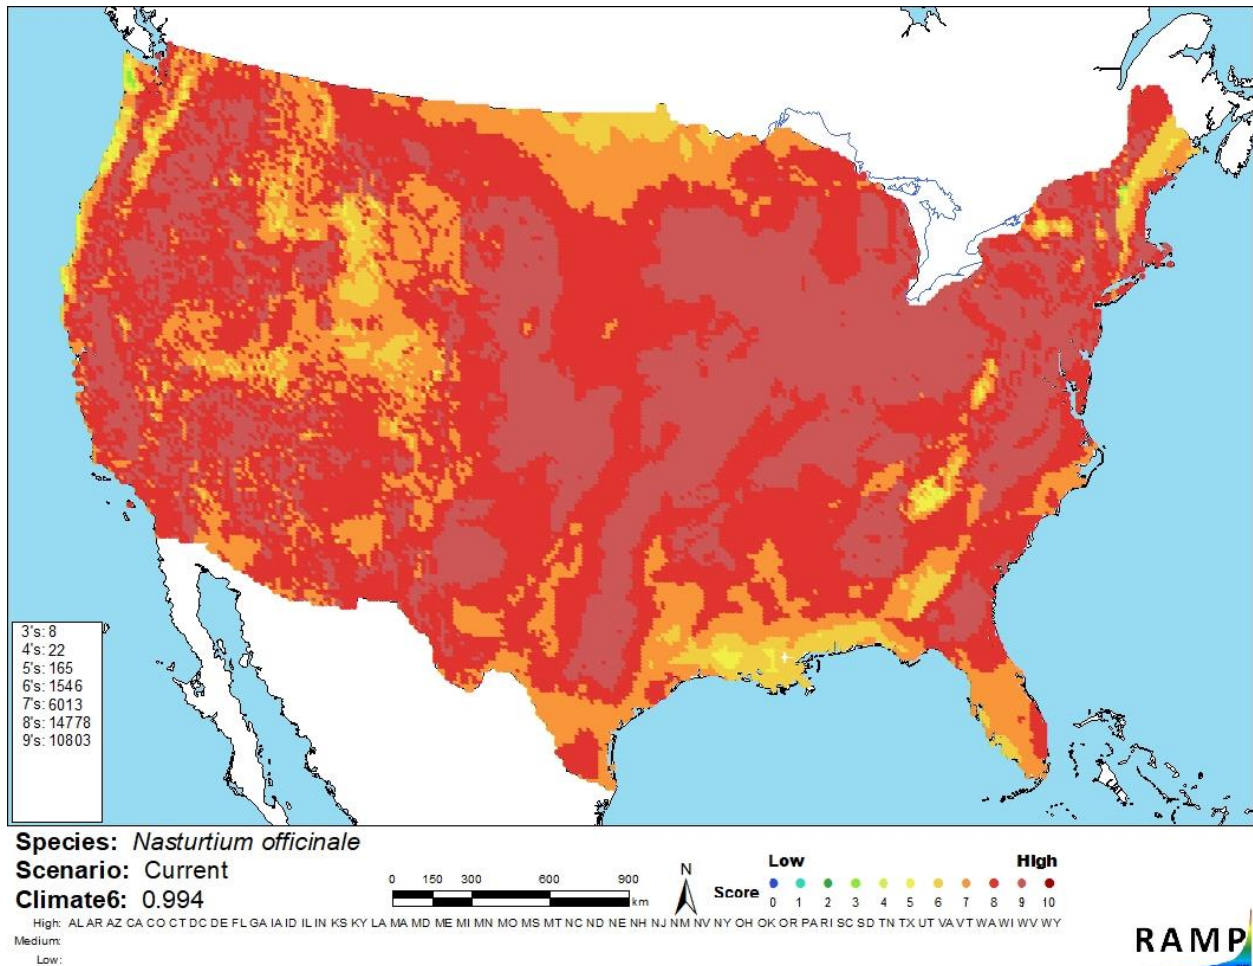 3's: 8
4's: 22
5's: 165
6's: 1546
7's: 6013
8's: 14778
9's: 10803
Species: Nasturtium officinale
Scenario: Current
Climate6: 0.994
0 150 300 600 900
km
N
Low High
Score 0 1 2 3 4 5 6 7 8 9 10
High: AL AR AZ CA CO CT DC DE FL GA IA ID IL IN KS KY LA MA MD ME MI MN MO MS MT NC ND NE NH NJ NM NV NY OH OK OR PA RI SC SD TN TX UT VA VT WA WI WV WY
Medium:
Low:
RAMP